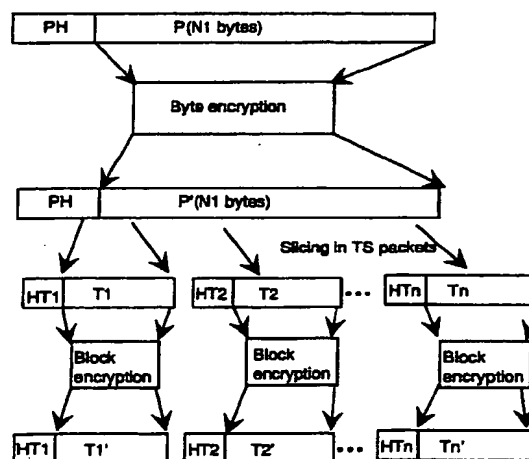 PH P(N1 bytes)
Byte encryption
PH P'(N1 bytes)
Slicing in TS packets
HT1 T1 HT2 T2 ••• HTn Tn
Block encryption Block encryption Block encryption
HT1 T1' HT2 T2' ••• HTn Tn'